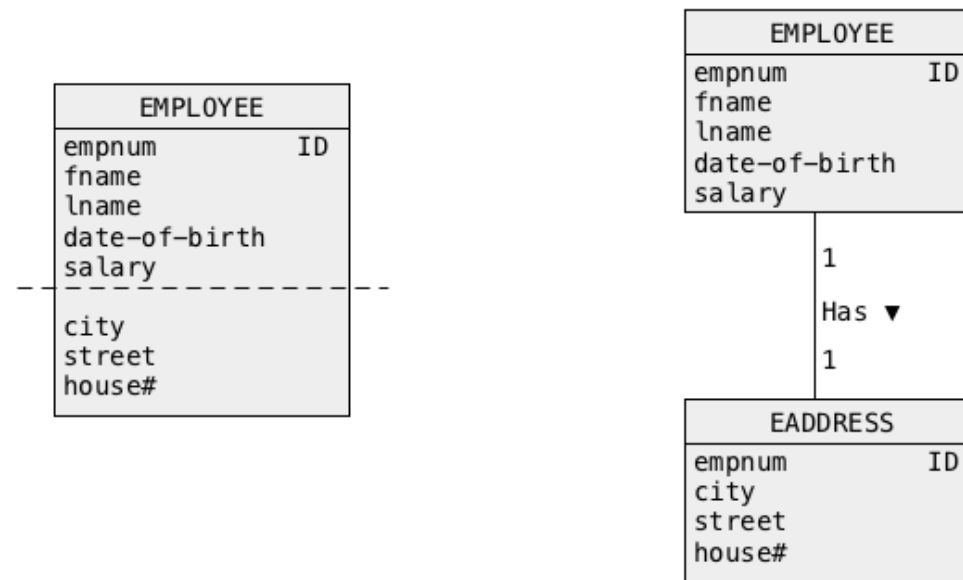 EMPLOYEE
empnum ID
fname
lname
date-of-birth
salary
city
street
house#
EMPLOYEE
empnum ID
fname
lname
date-of-birth
salary
1
Has ▼
1
EADDRESS
empnum ID
city
street
house#